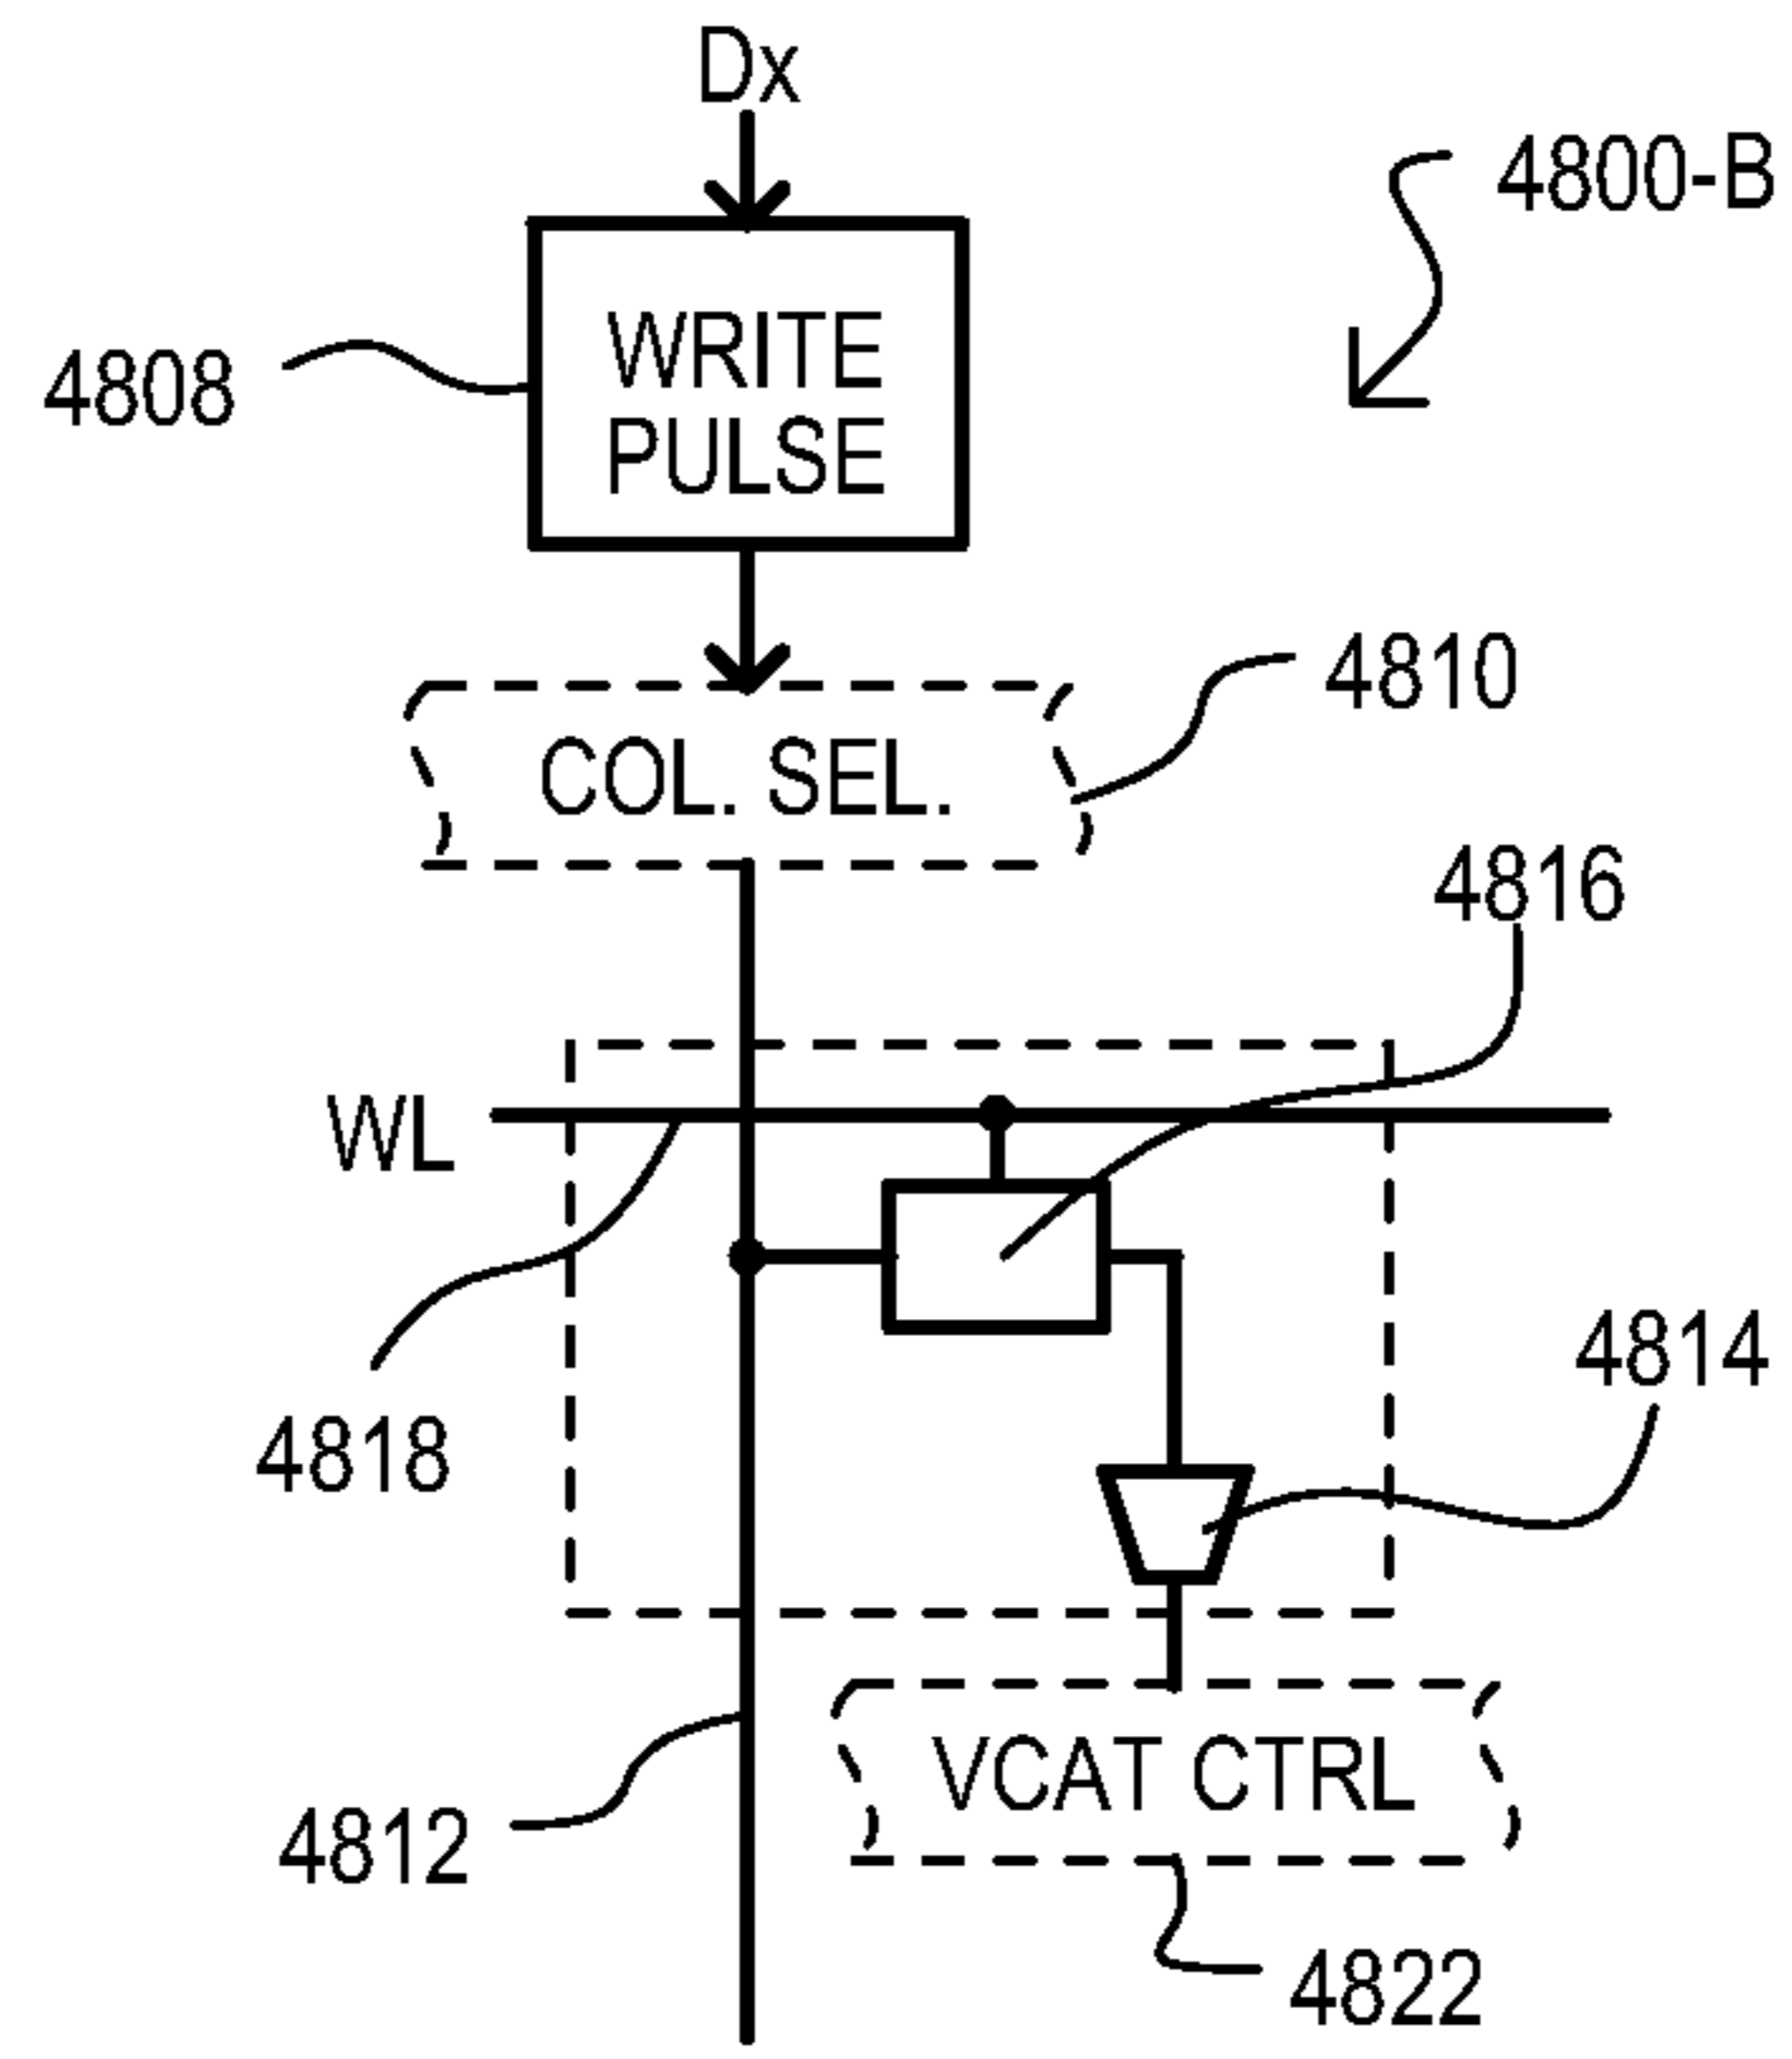 Dx
4800-B
WRITE
PULSE
4808
4810
COL. SEL.
4816
WL
4814
4818
VCAT CTRL
4812
4822